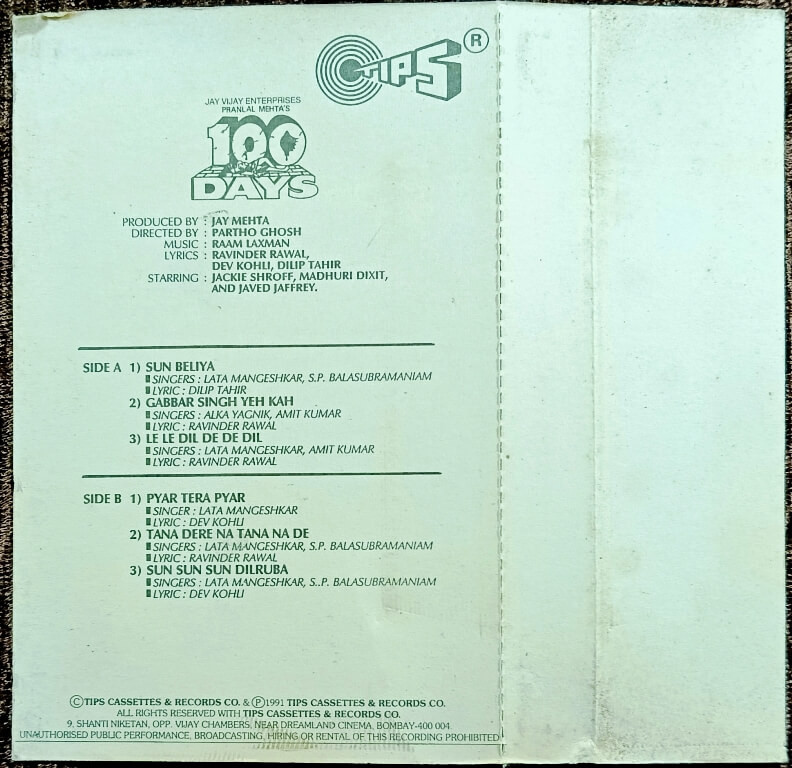 TIPS ®
JAY VIJAY ENTERPRISES
PRANLAL MEHTA'S
100
DAYS
PRODUCED BY : JAY MEHTA
DIRECTED BY : PARTHO GHOSH
MUSIC : RAAM LAXMAN
LYRICS : RAVINDER RAWAL,
DEV KOHLI, DILIP TAHIR
STARRING : JACKIE SHROFF, MADHURI DIXIT,
AND JAVED JAFFREY.
SIDE A 1) SUN BELIYA
SINGERS : LATA MANGESHKAR, S.P. BALASUBRAMANIAM
LYRIC : DILIP TAHIR
2) GABBAR SINGH YEH KAH
SINGERS : ALKA YAGNIK, AMIT KUMAR
LYRIC : RAVINDER RAWAL
3) LE LE DIL DE DE DIL
SINGERS : LATA MANGESHKAR, AMIT KUMAR
LYRIC : RAVINDER RAWAL
SIDE B 1) PYAR TERA PYAR
SINGER : LATA MANGESHKAR
LYRIC : DEV KOHLI
2) TANA DERE NA TANA NA DE
SINGERS : LATA MANGESHKAR, S.P. BALASUBRAMANIAM
LYRIC : RAVINDER RAWAL
3) SUN SUN SUN DILRUBA
SINGERS : LATA MANGESHKAR, S..P. BALASUBRAMANIAM
LYRIC : DEV KOHLI
©TIPS CASSETTES & RECORDS CO. & ℗1991 TIPS CASSETTES & RECORDS CO.
ALL RIGHTS RESERVED WITH TIPS CASSETTES & RECORDS CO.
9, SHANTI NIKETAN, OPP. VIJAY CHAMBERS, NEAR DREAMLAND CINEMA, BOMBAY-400 004.
UNAUTHORISED PUBLIC PERFORMANCE, BROADCASTING, HIRING OR RENTAL OF THIS RECORDING PROHIBITED